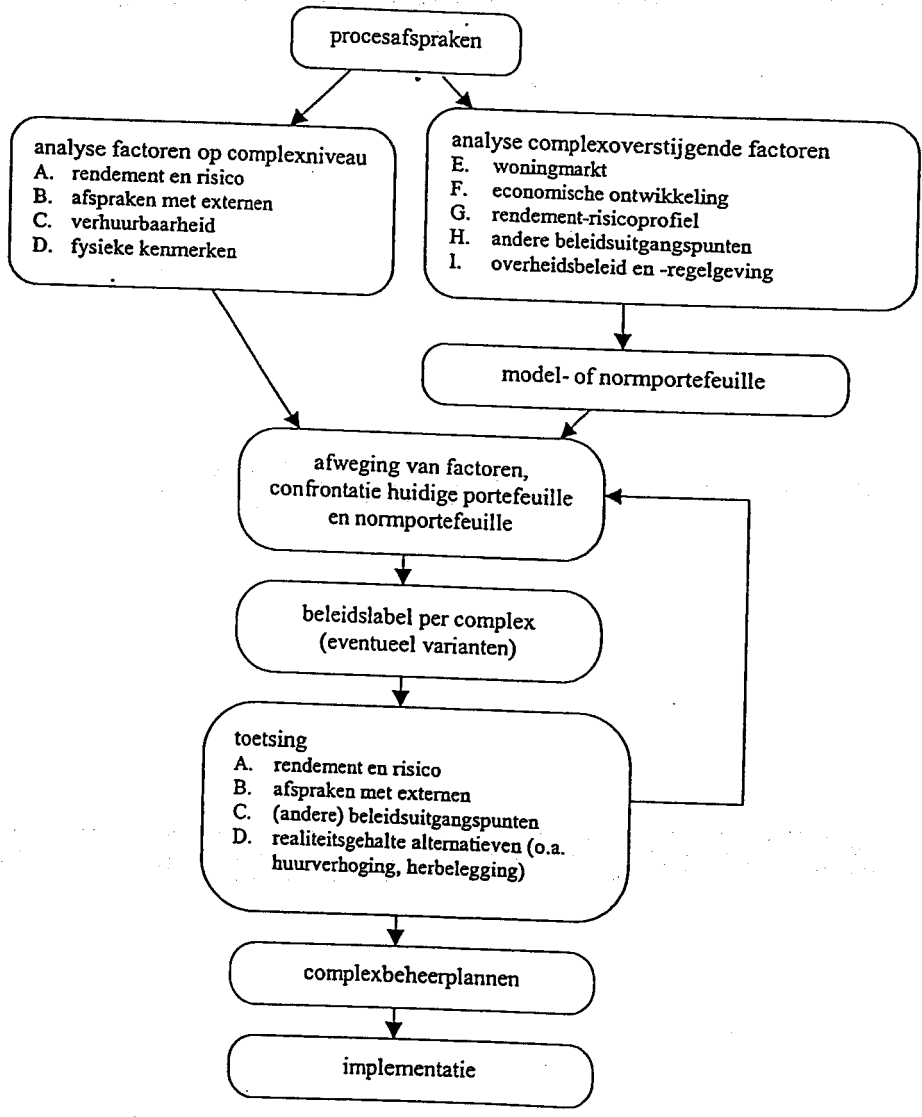 procesafspraken
analyse factoren op complexniveau
A. rendement en risico
B. afspraken met externen
C. verhuurbaarheid
D. fysieke kenmerken
analyse complexoverstijgende factoren
E. woningmarkt
F. economische ontwikkeling
G. rendement-risicoprofiel
H. andere beleidsuitgangspunten
I. overheidsbeleid en -regelgeving
model- of normportefeuille
afweging van factoren,
confrontatie huidige portefeuille
en normportefeuille
beleidslabel per complex
(eventueel varianten)
toetsing
A. rendement en risico
B. afspraken met externen
C. (andere) beleidsuitgangspunten
D. realiteitsgehalte alternatieven (o.a.
huurverhoging, herbelegging)
complexbeheerplannen
implementatie